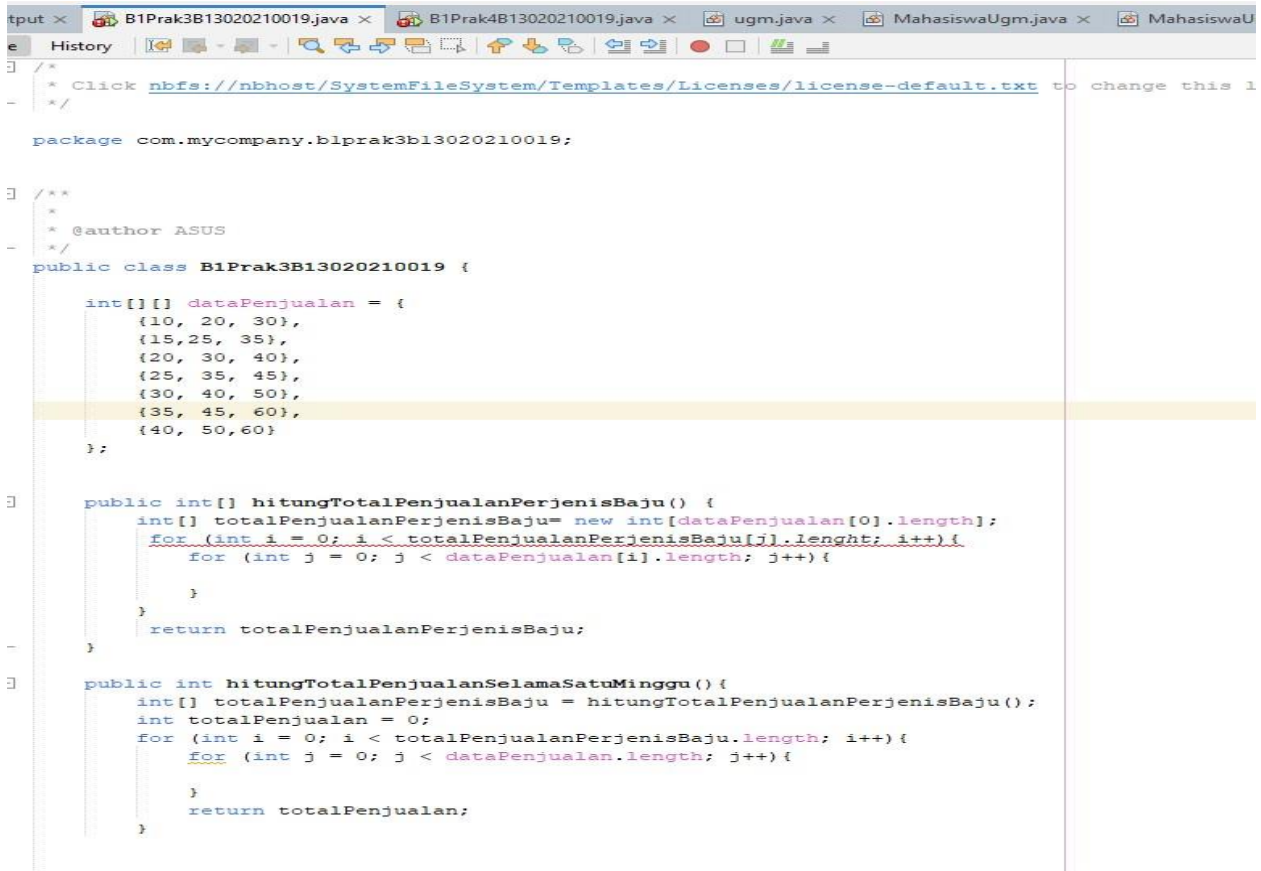 tput × B1Prak3B13020210019.java × B1Prak4B13020210019.java × ugm.java × MahasiswaUgm.java × MahasiswaU
e History
/*
* Click nbfs://nbhost/SystemFileSystem/Templates/Licenses/license-default.txt to change this l
*/
package com.mycompany.b1prak3b13020210019;
/**
*
* @author ASUS
*/
public class B1Prak3B13020210019 {
int[][] dataPenjualan = {
{10, 20, 30},
{15,25, 35},
{20, 30, 40},
{25, 35, 45},
{30, 40, 50},
{35, 45, 60},
{40, 50,60}
};
public int[] hitungTotalPenjualanPerjenisBaju() {
int[] totalPenjualanPerjenisBaju= new int[dataPenjualan[0].length];
for (int i = 0; i < totalPenjualanPerjenisBaju[j].lenght; i++){
for (int j = 0; j < dataPenjualan[i].length; j++){
}
}
return totalPenjualanPerjenisBaju;
}
public int hitungTotalPenjualanSelamaSatuMinggu(){
int[] totalPenjualanPerjenisBaju = hitungTotalPenjualanPerjenisBaju();
int totalPenjualan = 0;
for (int i = 0; i < totalPenjualanPerjenisBaju.length; i++){
for (int j = 0; j < dataPenjualan.length; j++){
}
return totalPenjualan;
}